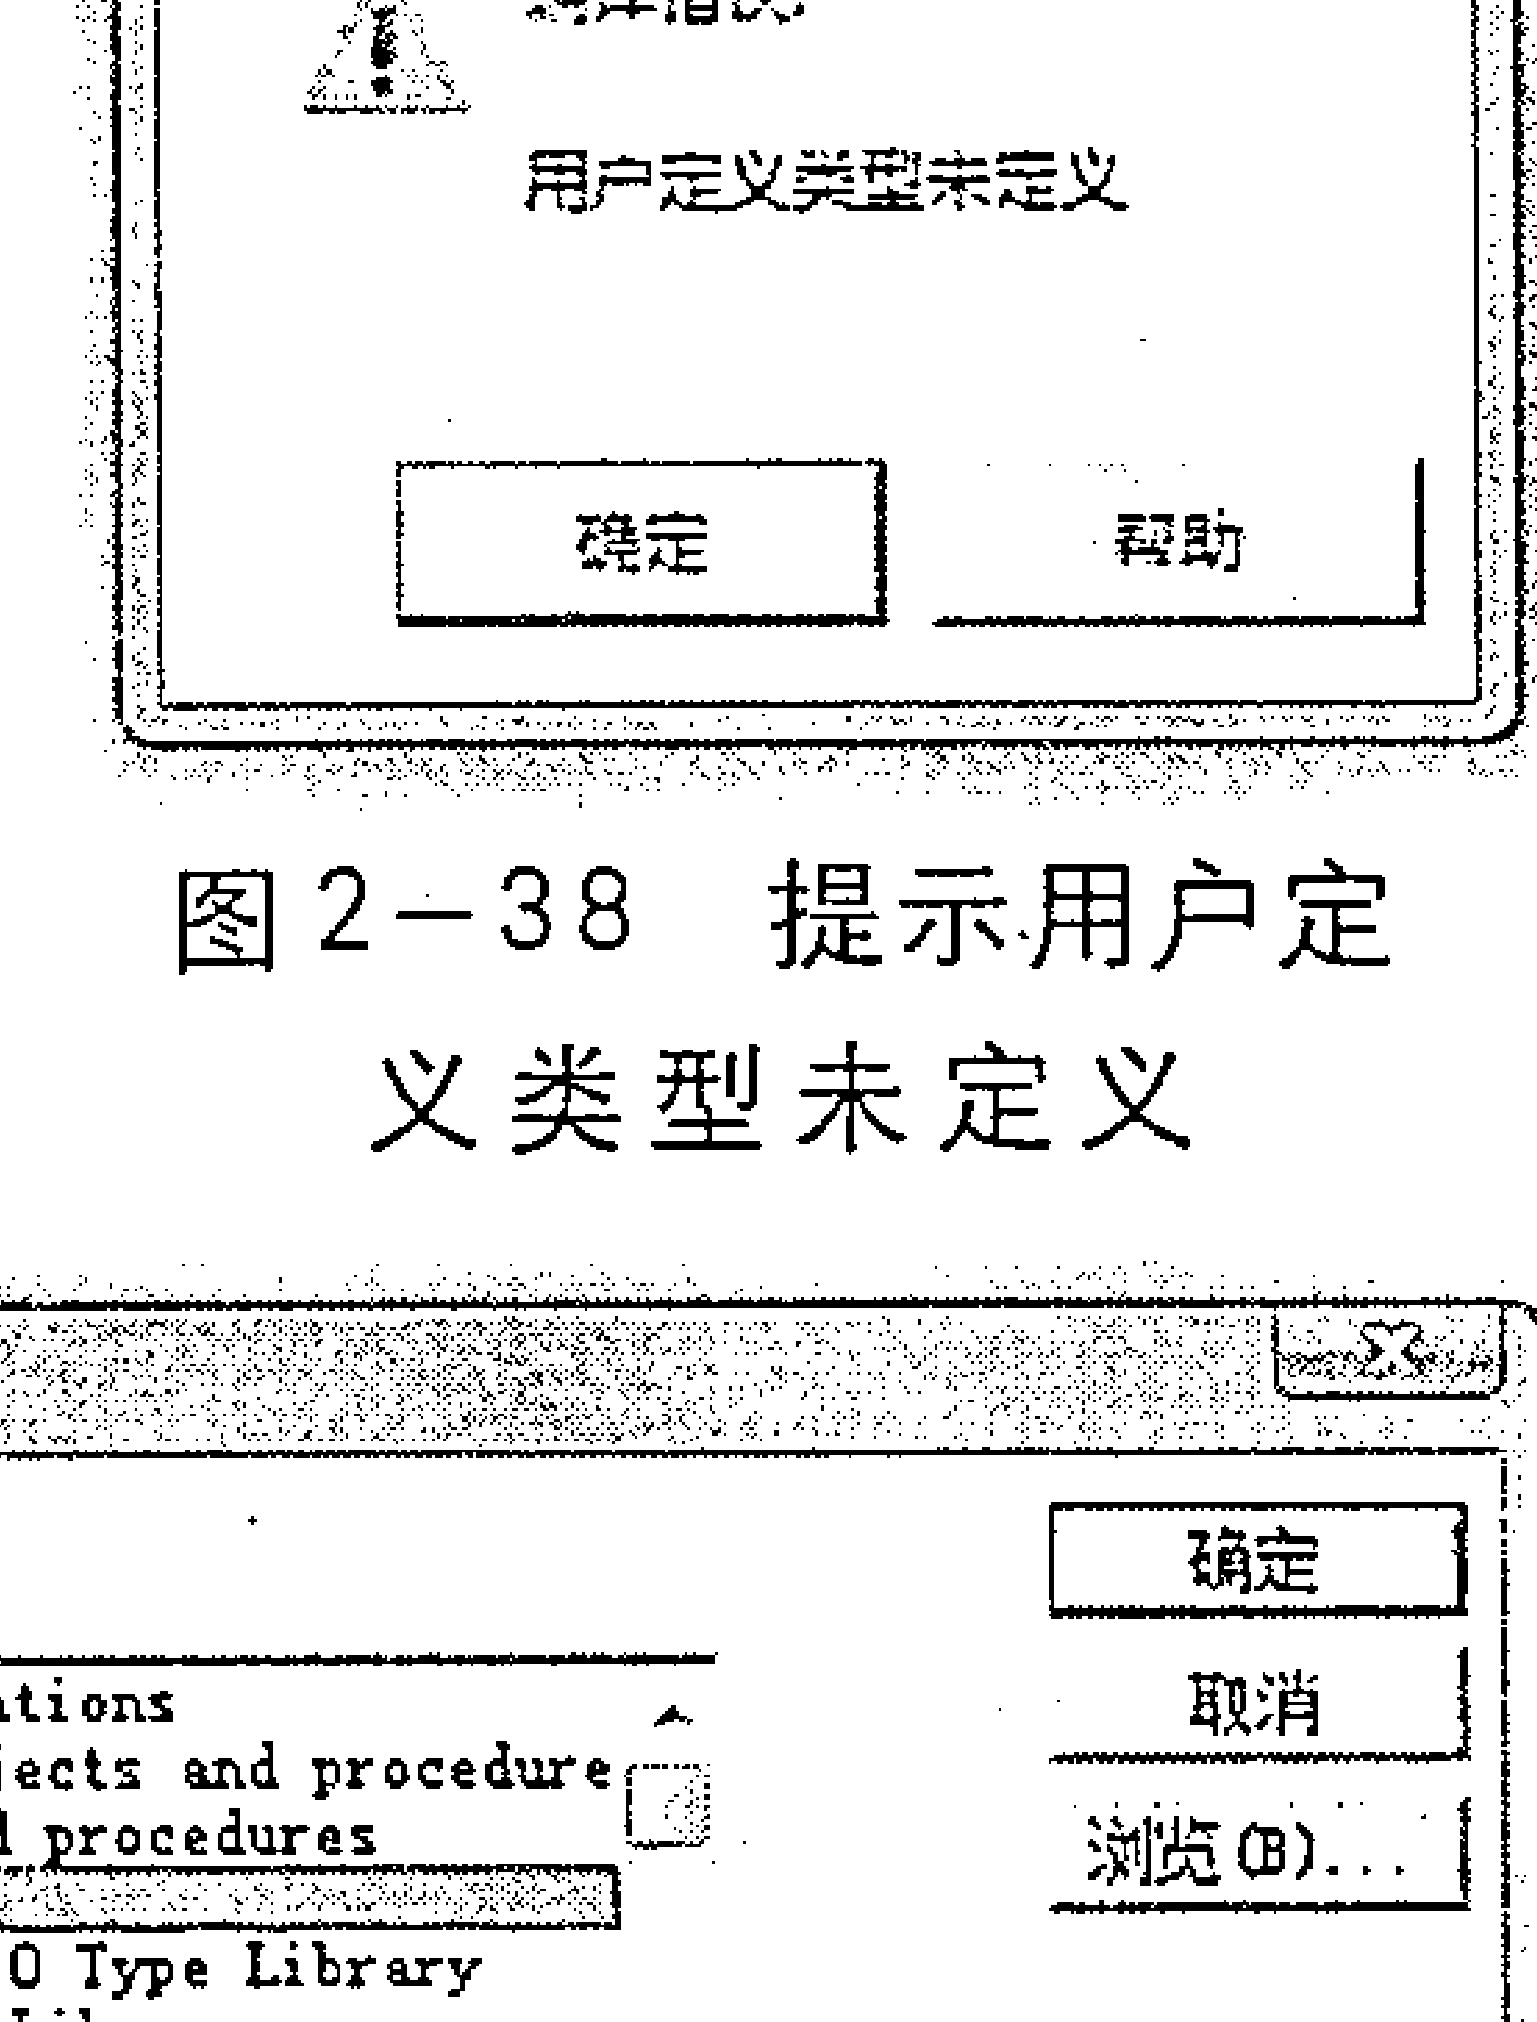 用户定义类型未定义
确定 帮助
图2-38 提示用户定
义类型未定义
确定
ations
取消
jects and procedure
procedures
浏览(B)...
0 Type Library